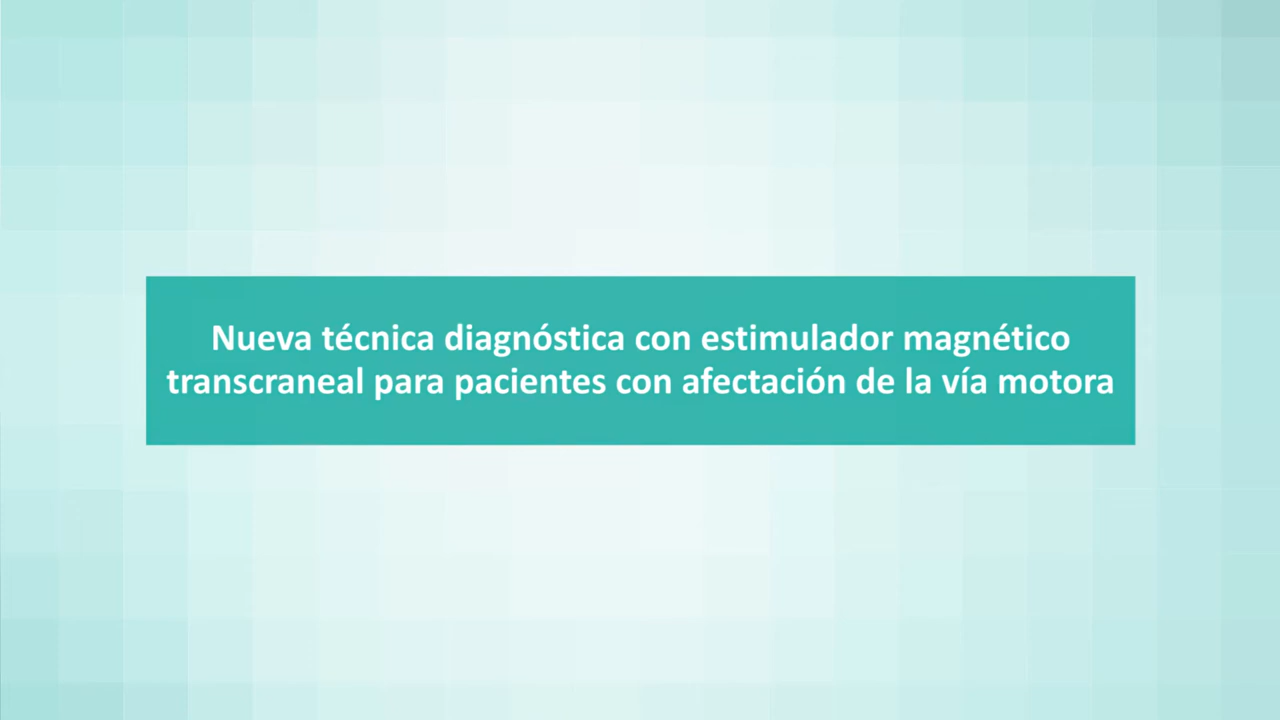 Nueva técnica diagnóstica con estimulador magnético
transcraneal para pacientes con afectación de la vía motora